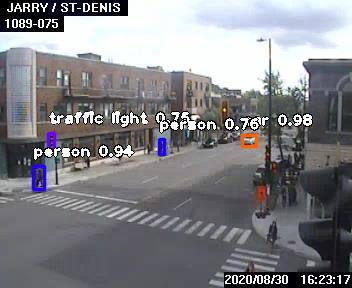 JARRY / ST-DENIS
1089-075
traffic light 0.75
person 0.76
car 0.98
person 0.94
2020/08/30 16:23:17